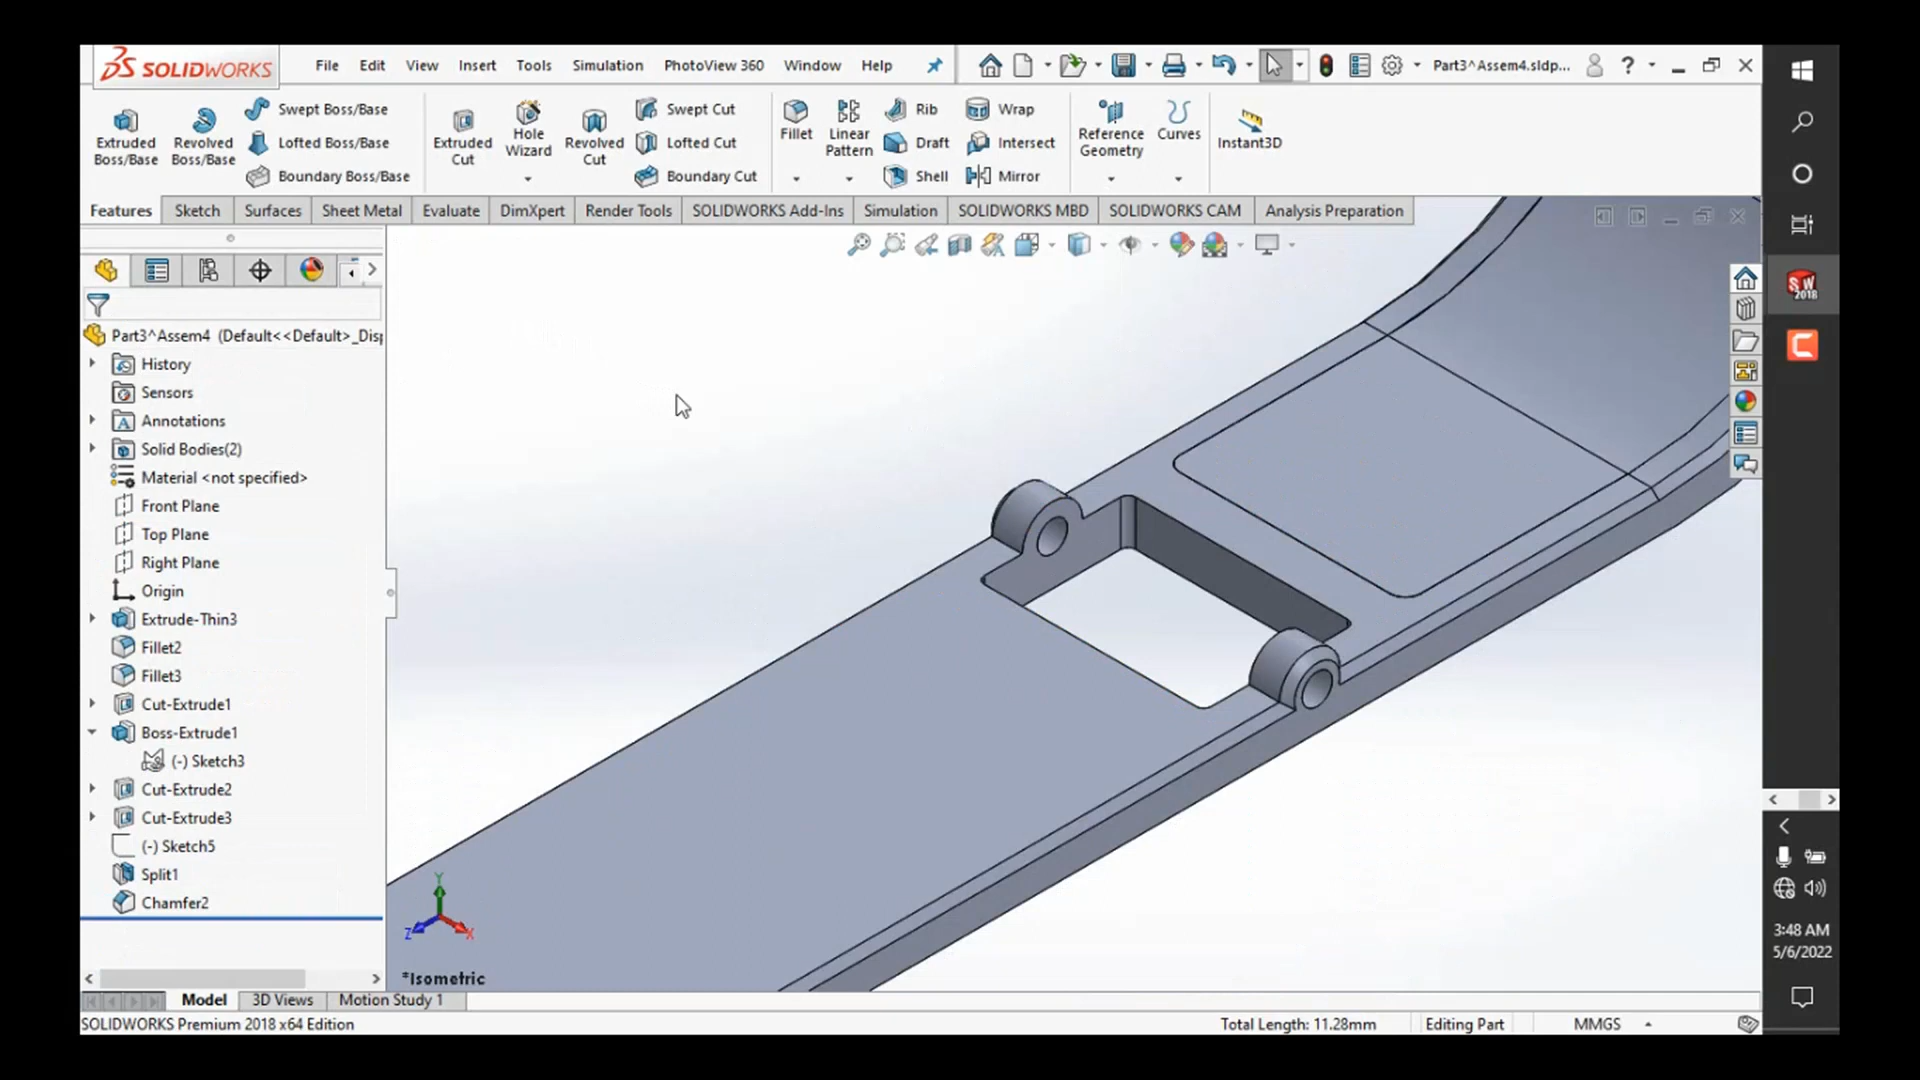 SOLIDWORKS File Edit View Insert Tools Simulation PhotoView 360 Window Help Part3^Assem4.sldp... ?
Extruded Boss/Base
Revolved Boss/Base
Swept Boss/Base
Lofted Boss/Base
Boundary Boss/Base
Extruded Cut
Hole Wizard
Revolved Cut
Swept Cut
Lofted Cut
Boundary Cut
Fillet
Linear Pattern
Rib
Draft
Shell
Wrap
Intersect
Mirror
Reference Geometry
Curves
Instant3D
Features Sketch Surfaces Sheet Metal Evaluate DimXpert Render Tools SOLIDWORKS Add-Ins Simulation SOLIDWORKS MBD SOLIDWORKS CAM Analysis Preparation
Part3^Assem4 (Default<<Default>_Disp
History
Sensors
A Annotations
Solid Bodies(2)
Material <not specified>
Front Plane
Top Plane
Right Plane
Origin
Extrude-Thin3
Fillet2
Fillet3
Cut-Extrude1
Boss-Extrude1
(-) Sketch3
Cut-Extrude2
Cut-Extrude3
(-) Sketch5
Split1
Chamfer2
Y
Z
X
*Isometric
Model 3D Views Motion Study 1
SOLIDWORKS Premium 2018 x64 Edition Total Length: 11.28mm Editing Part MMGS
SW
2018
C
3:48 AM
5/6/2022